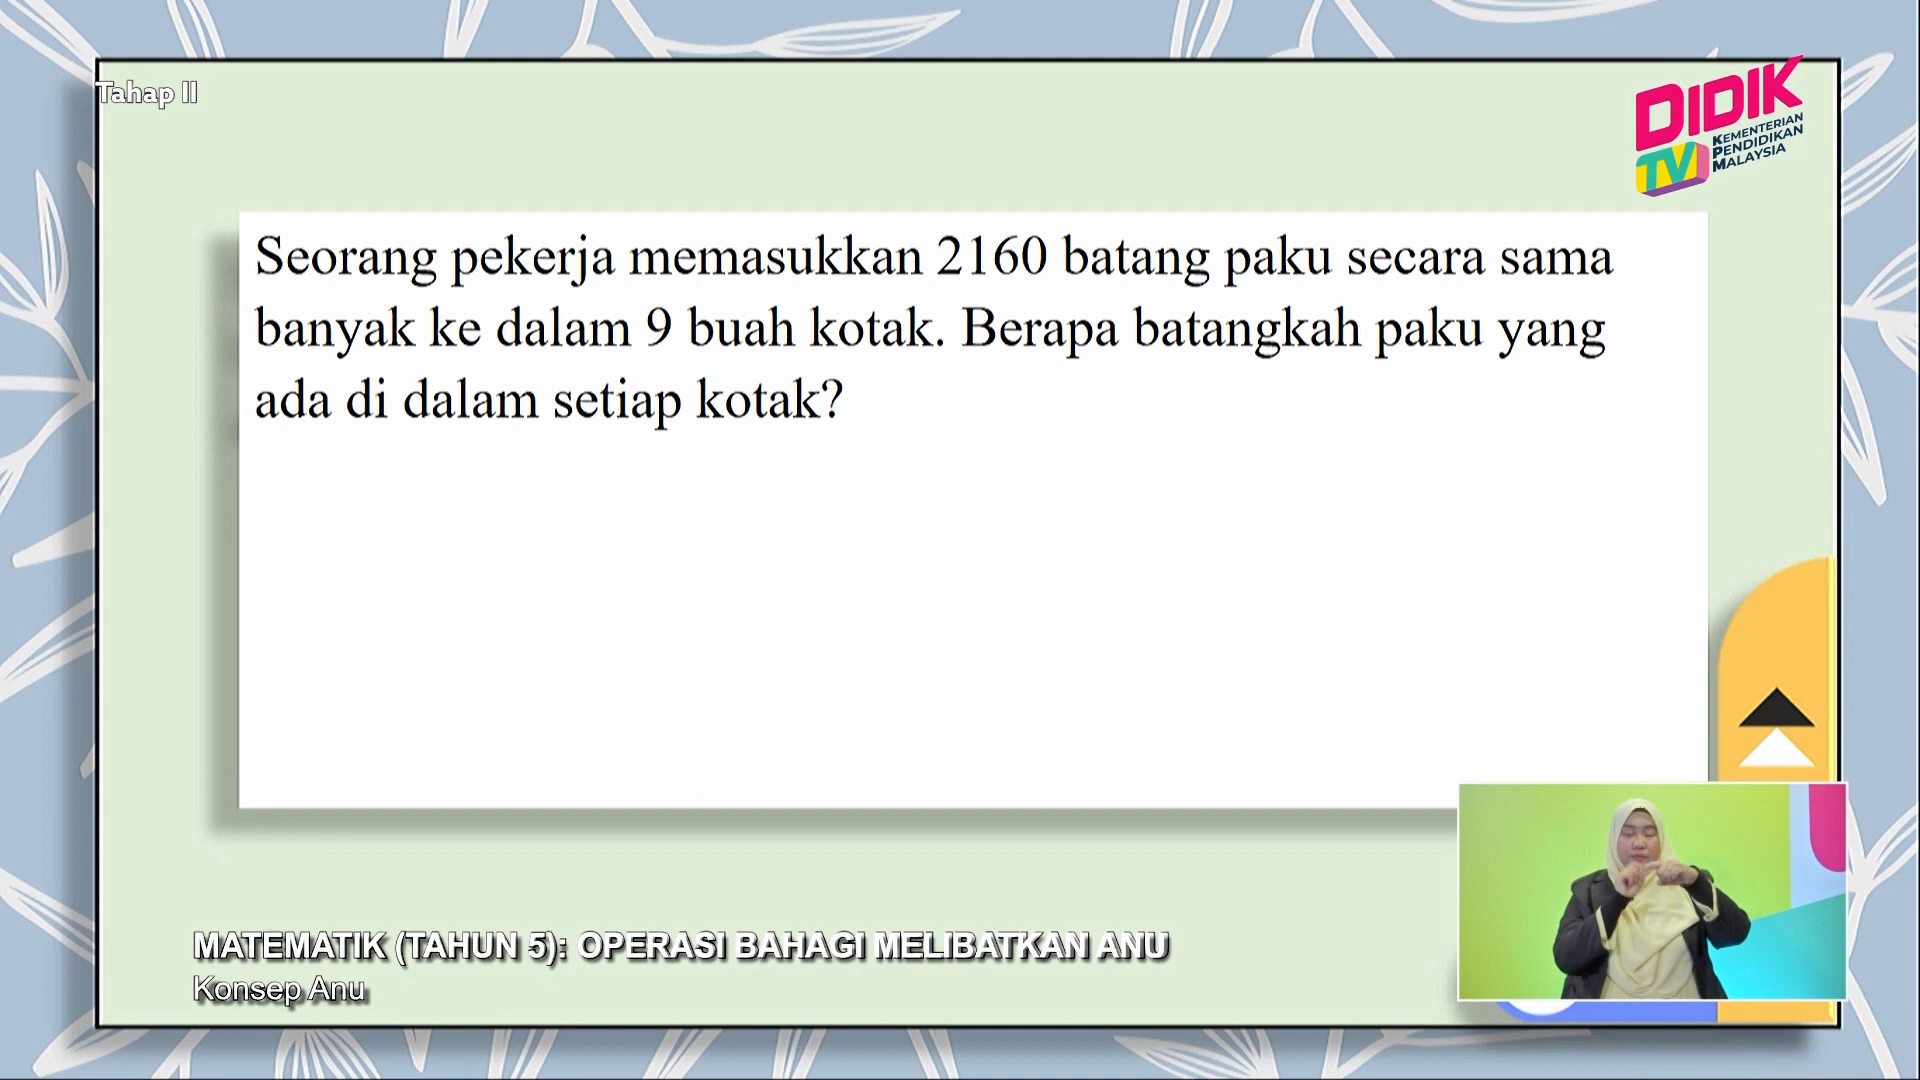 Tahap II
DIDIK
TV
KEMENTERIAN
PENDIDIKAN
MALAYSIA
Seorang pekerja memasukkan 2160 batang paku secara sama
banyak ke dalam 9 buah kotak. Berapa batangkah paku yang
ada di dalam setiap kotak?
MATEMATIK (TAHUN 5): OPERASI BAHAGI MELIBATKAN ANU
Konsep Anu